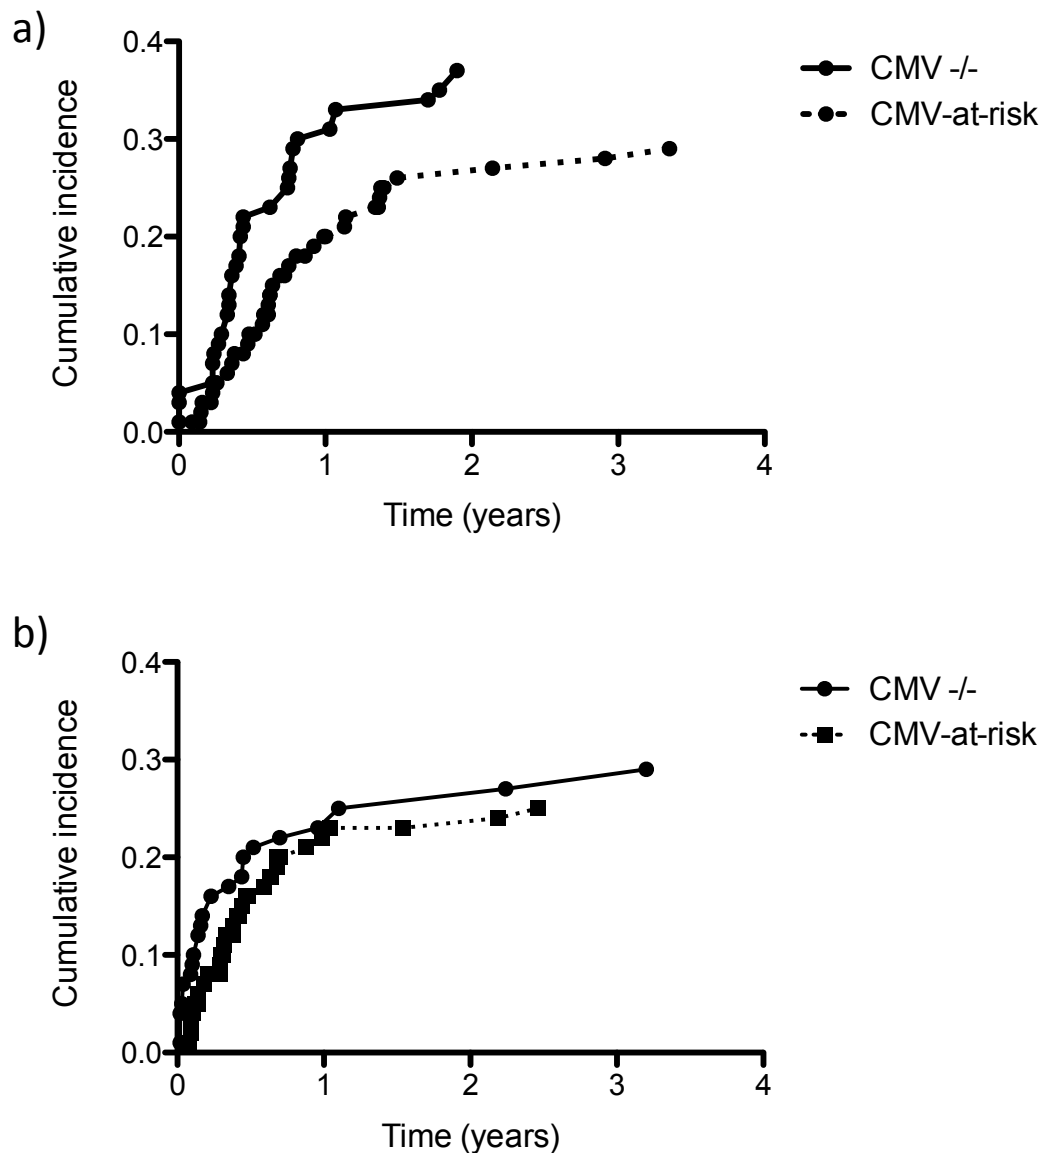 a)
0.4
0.3
0.2
0.1
0.0
Cumulative incidence
0 1 2 3 4
Time (years)
CMV -/-
CMV-at-risk
b)
0.4
0.3
0.2
0.1
0.0
Cumulative incidence
0 1 2 3 4
Time (years)
CMV -/-
CMV-at-risk